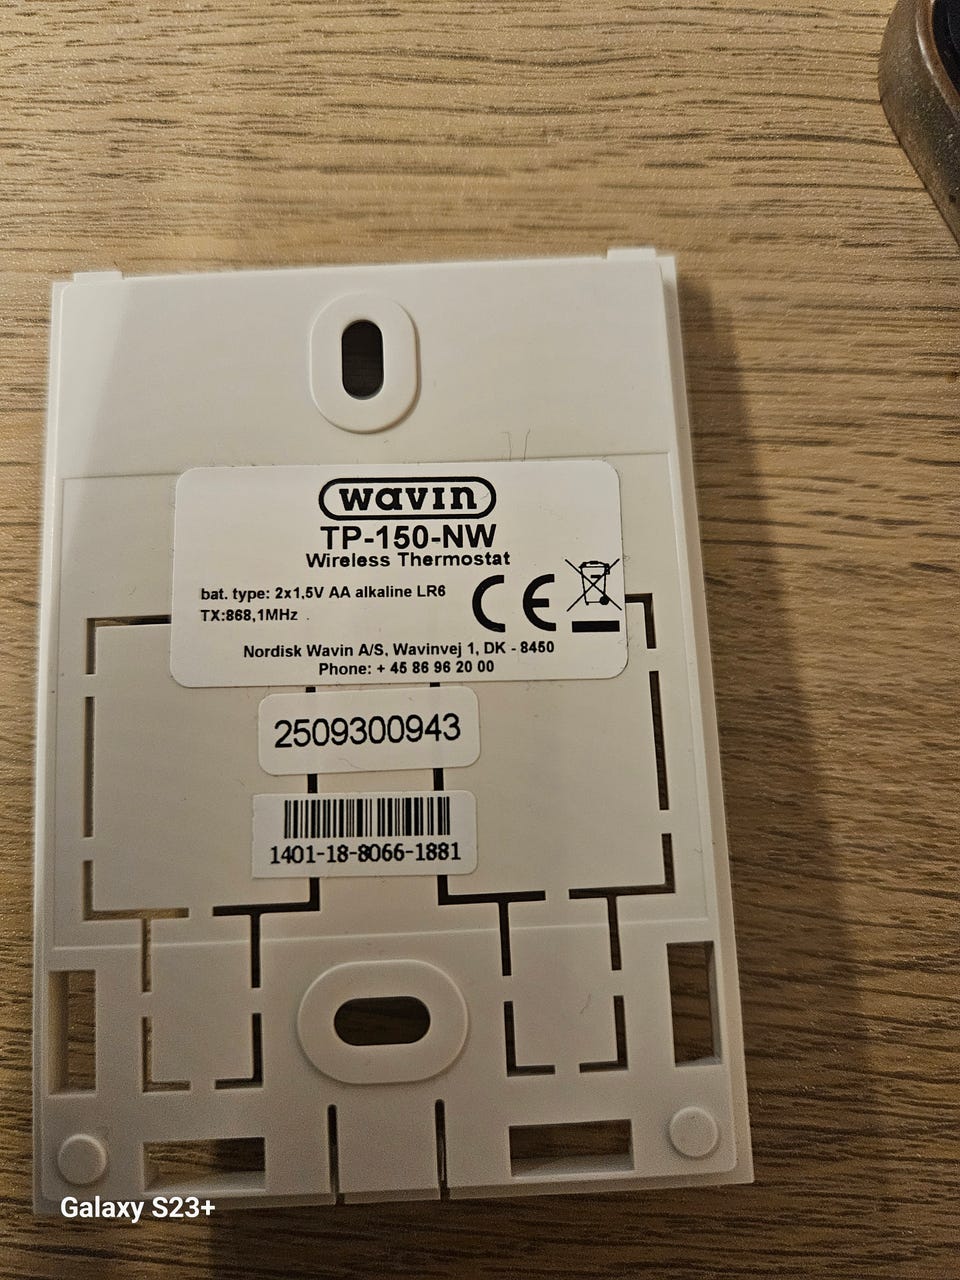 wavin
TP-150-NW
Wireless Thermostat
bat. type: 2x1,5V AA alkaline LR6
TX:868,1MHz
CE
Nordisk Wavin A/S, Wavinvej 1, DK - 8450
Phone: + 45 86 96 20 00
2509300943
1401-18-8066-1881
Galaxy S23+